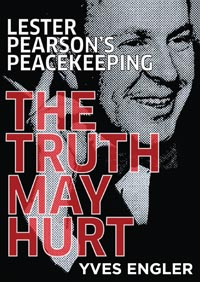 LESTER
PEARSON'S
PEACEKEEPING
THE
TRUTH
MAY
HURT
YVES ENGLER